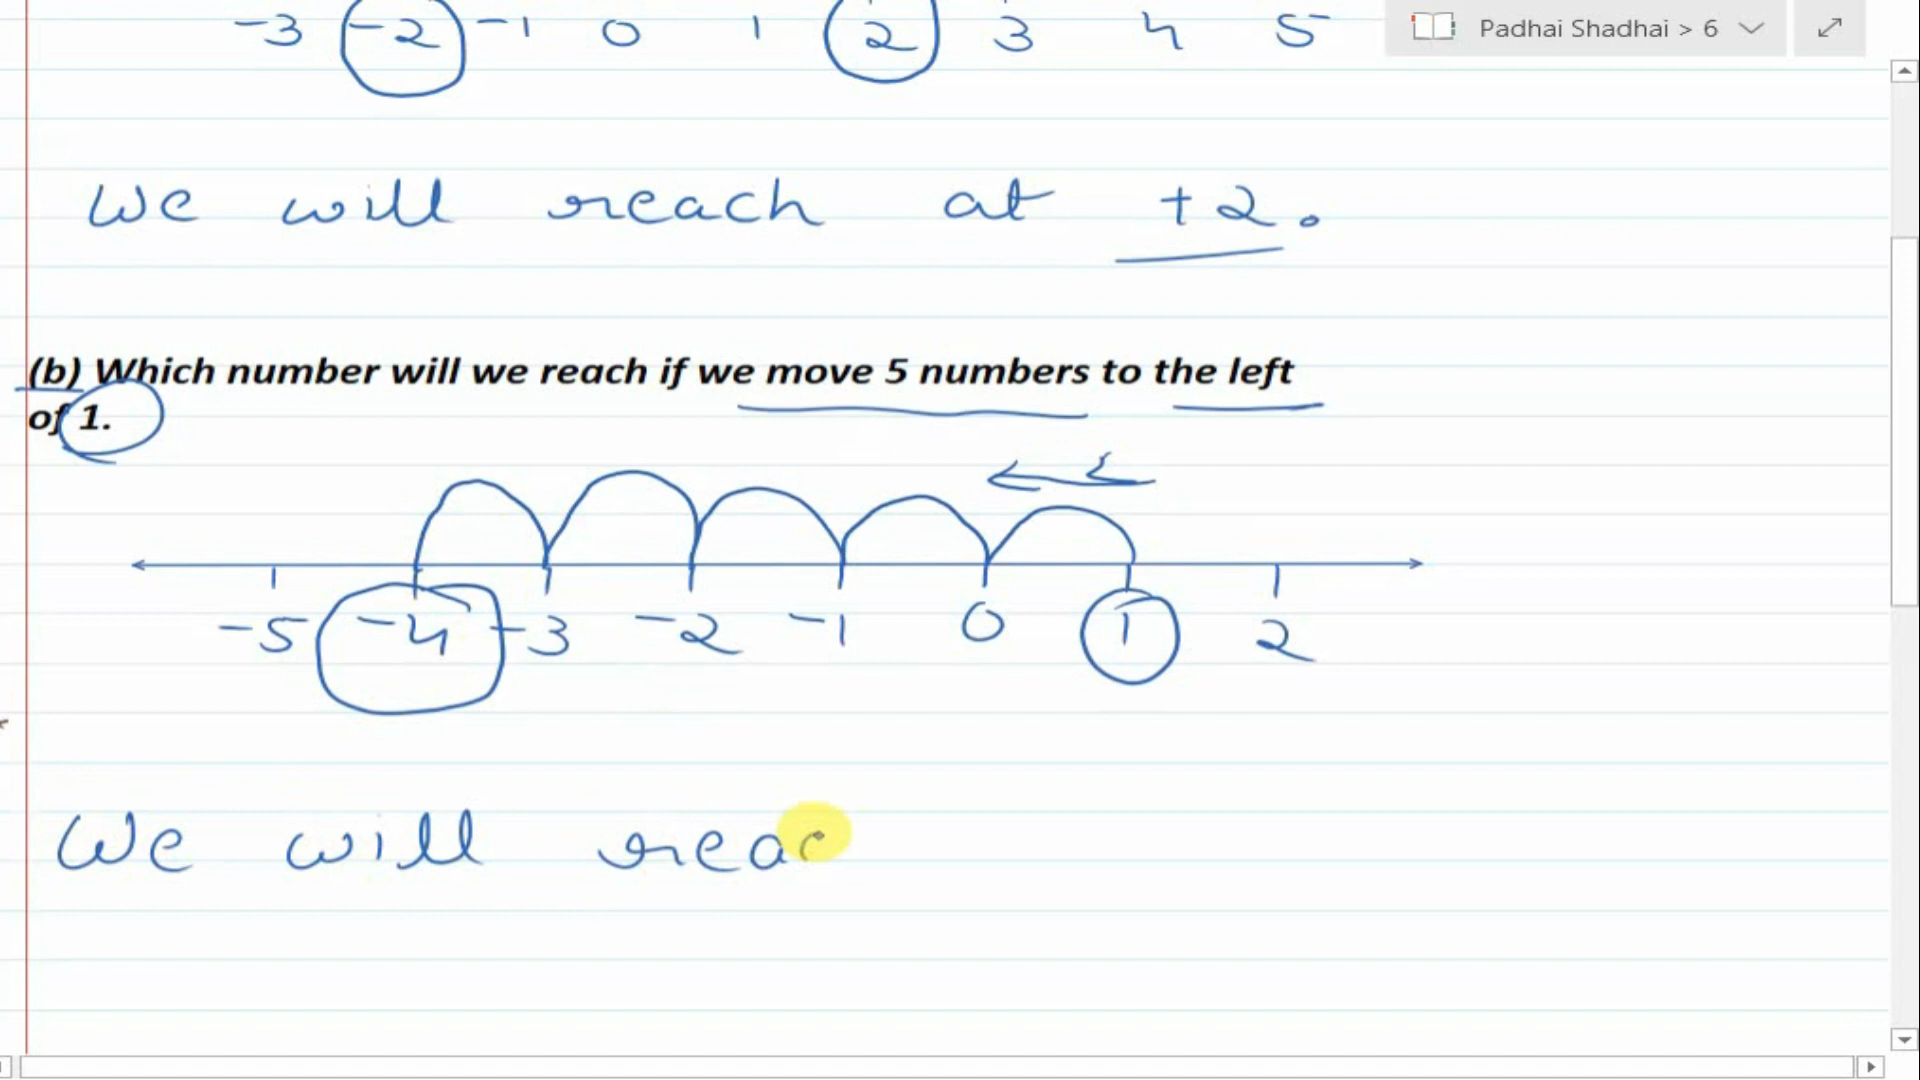 -3 -2 -1 0 1 2 3 4 5
Padhai Shadhai > 6
We will reach at +2.
(b) Which number will we reach if we move 5 numbers to the left
of 1.
-5 -4 -3 -2 -1 0 1 2
We will reac